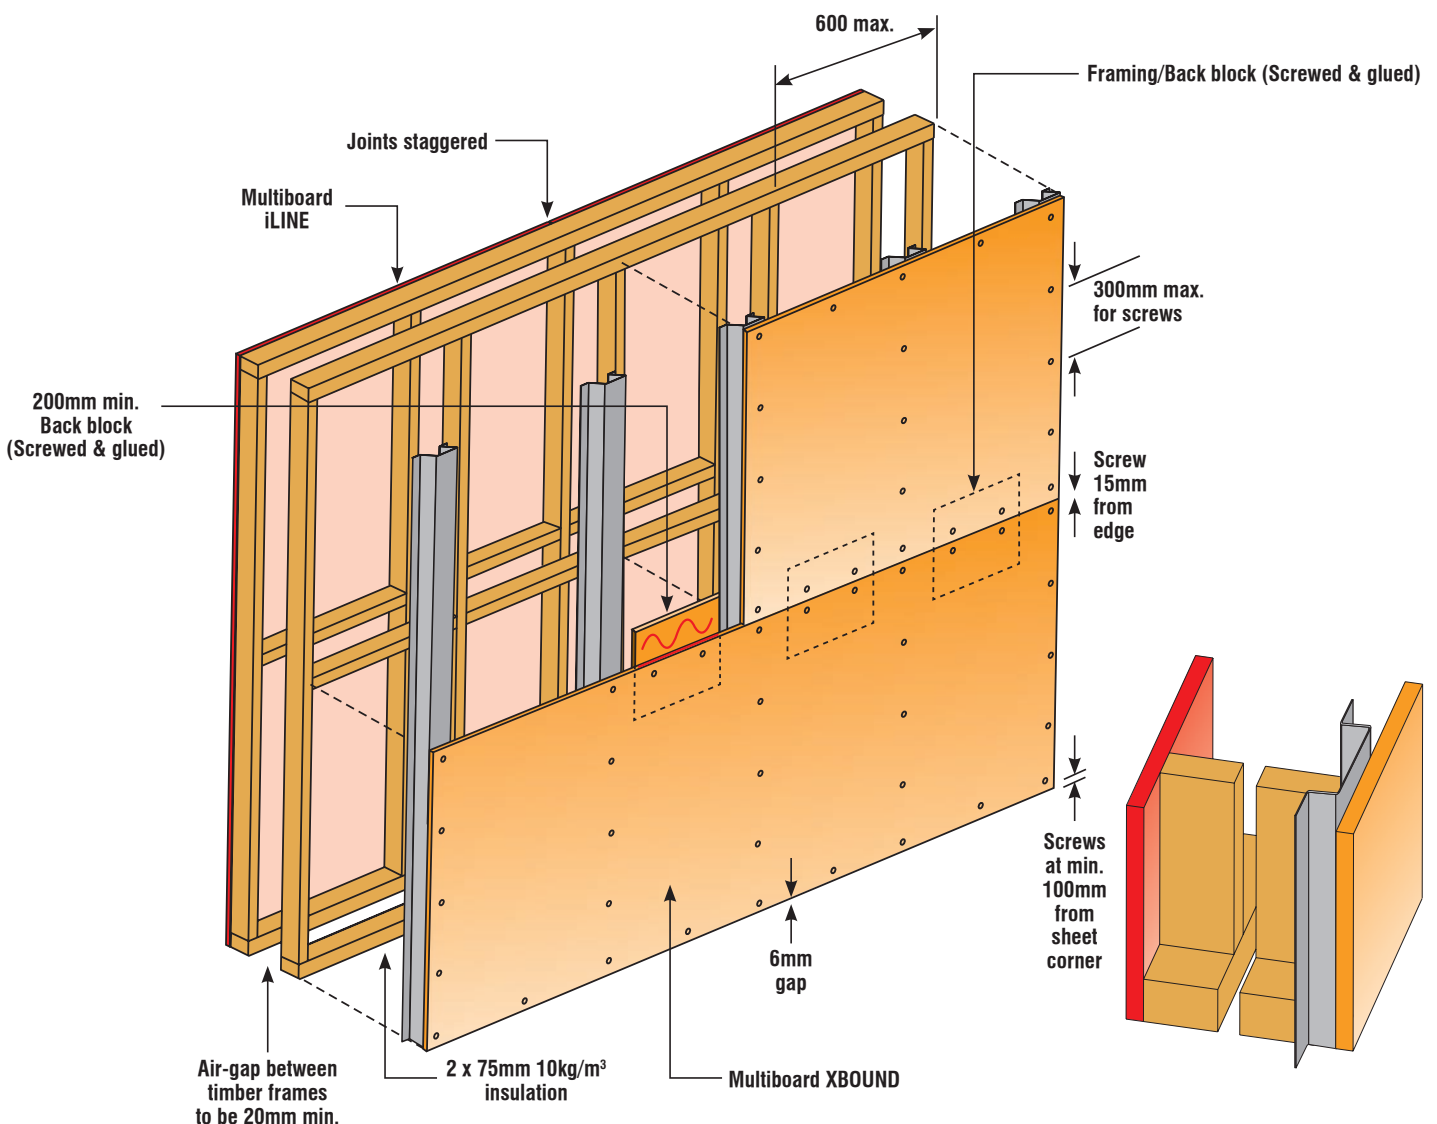 600 max.
Framing/Back block (Screwed & glued)
Joints staggered
Multiboard
iLINE
300mm max.
for screws
200mm min.
Back block
(Screwed & glued)
Screw
15mm
from
edge
Screws
at min.
100mm
from
sheet
corner
6mm
gap
Air-gap between
timber frames
to be 20mm min.
2 x 75mm 10kg/m³
insulation
Multiboard XBOUND